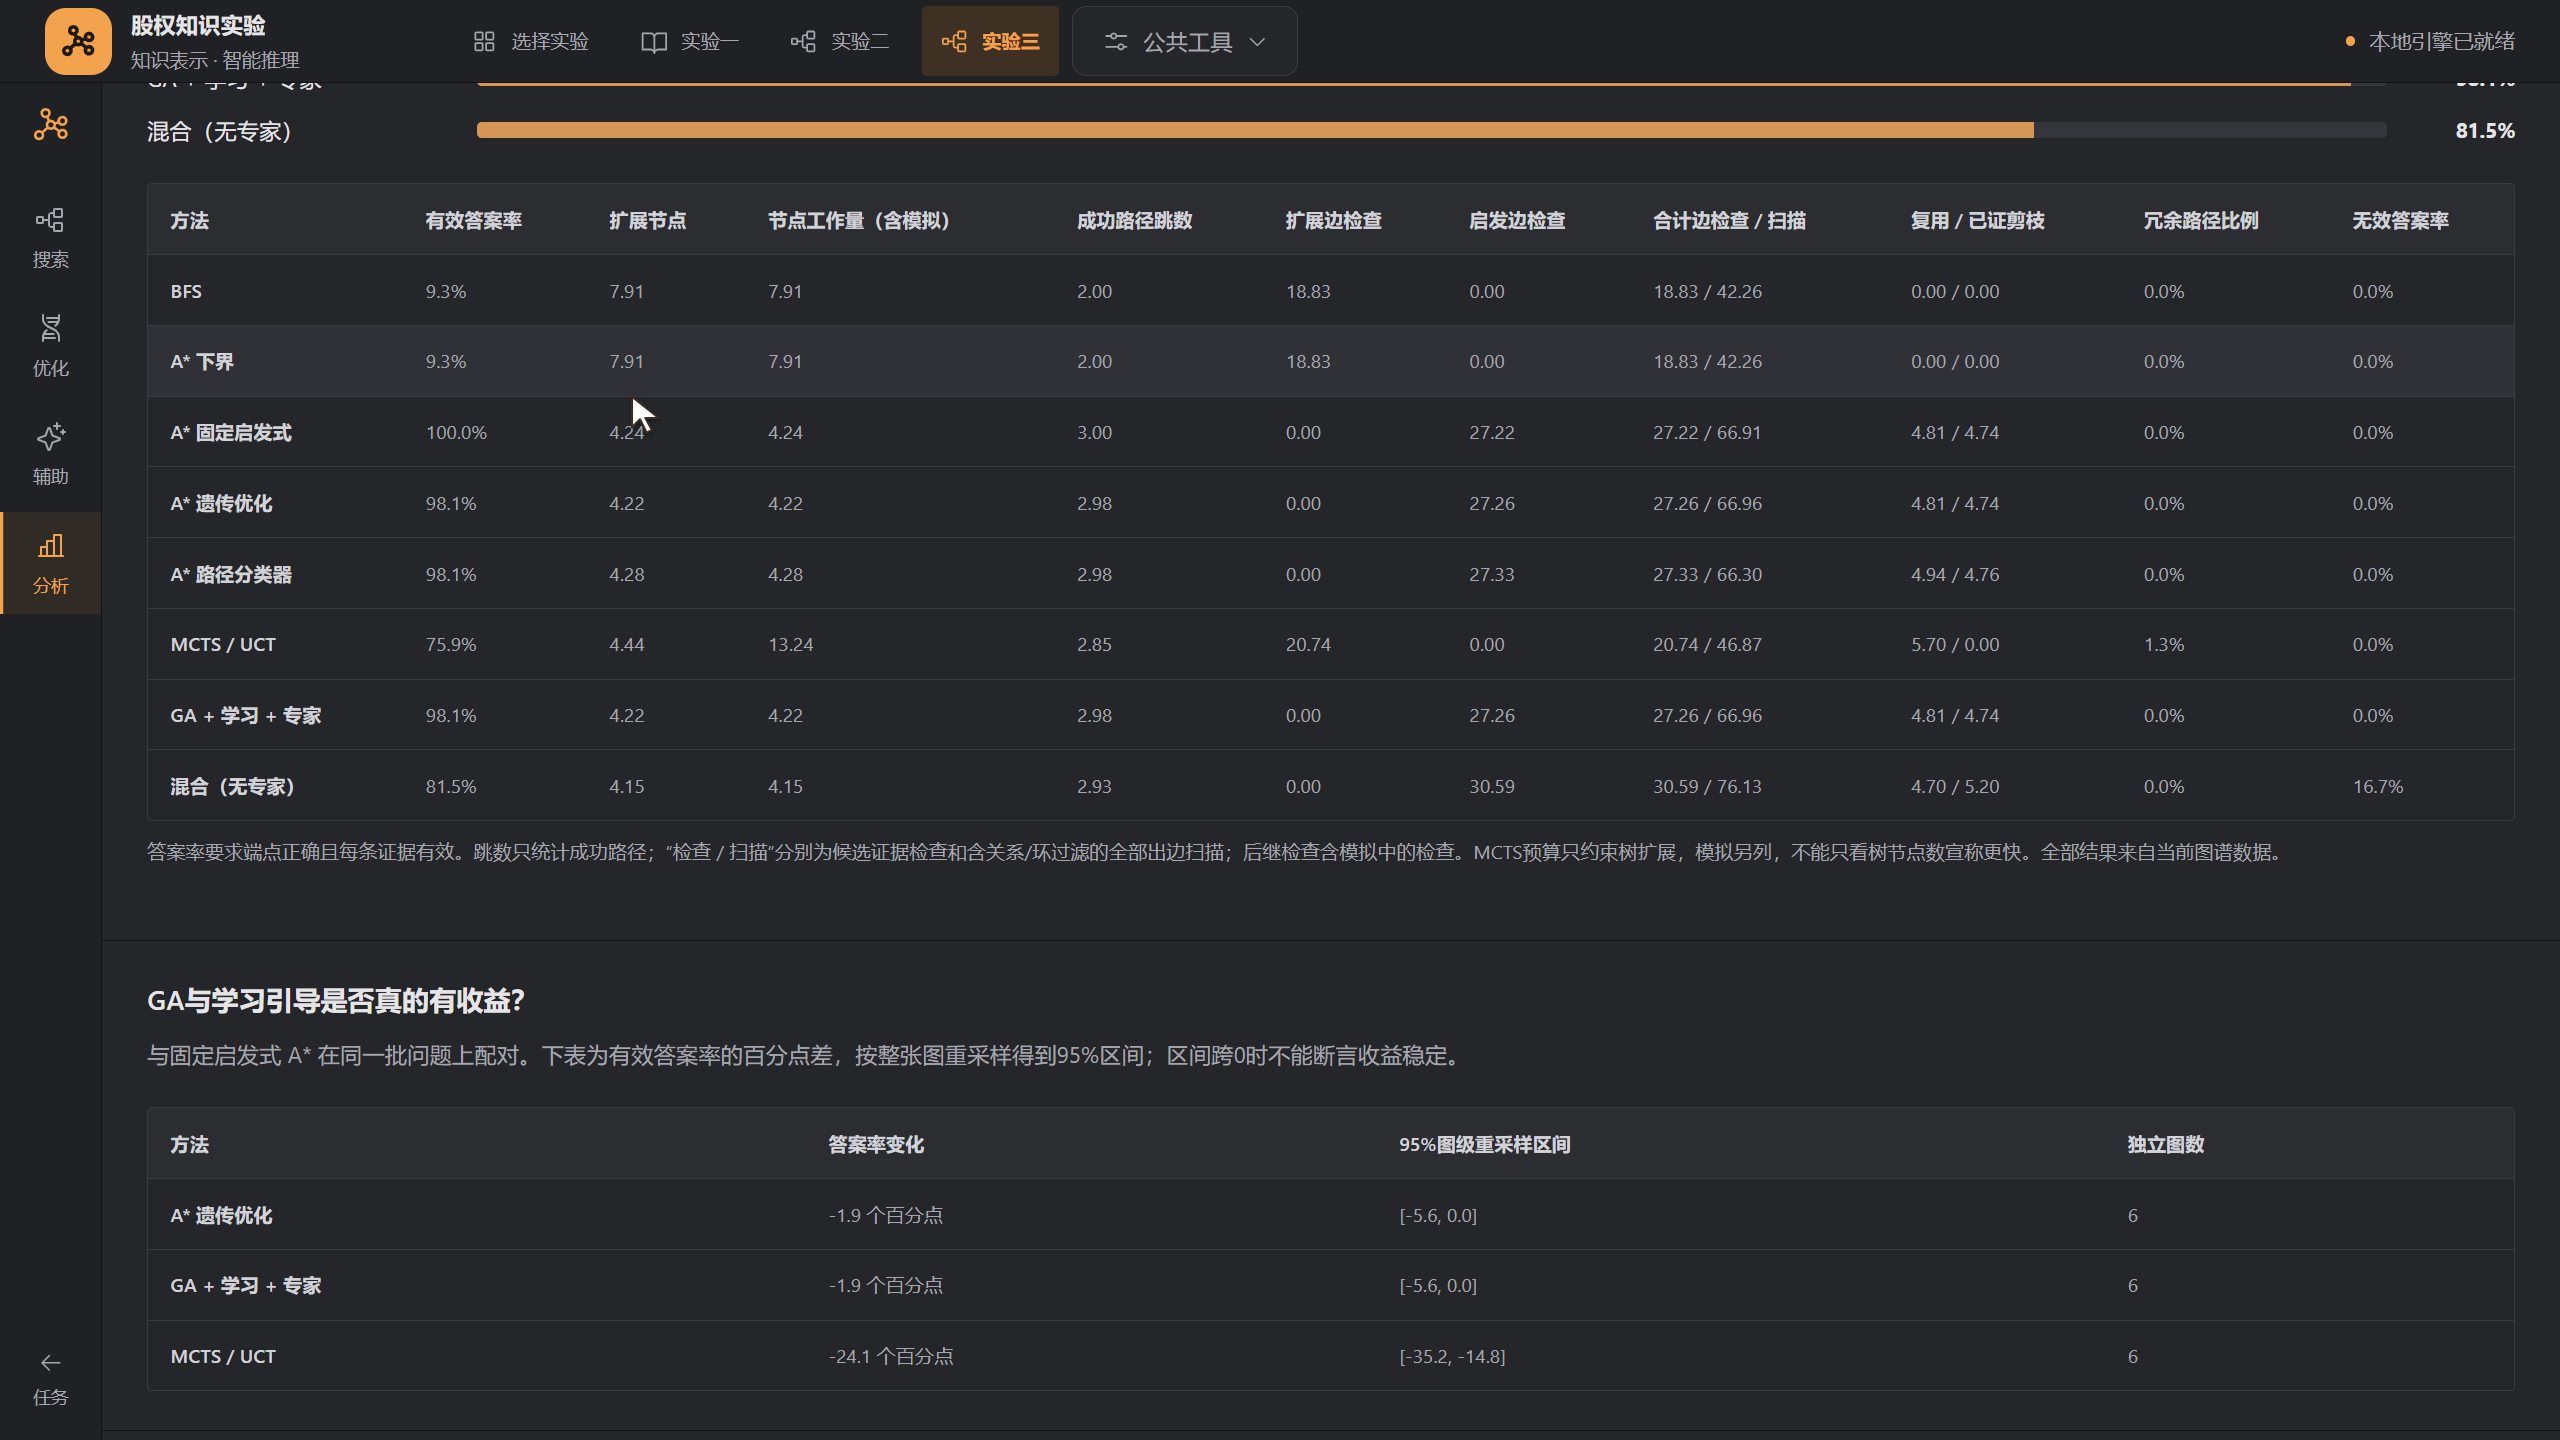 股权知识实验
知识表示 · 智能推理
选择实验
实验一
实验二
实验三
公共工具
本地引擎已就绪
搜索
优化
辅助
分析
任务
GA + 学习 + 专家
混合（无专家） 81.5%
方法 有效答案率 扩展节点 节点工作量（含模拟） 成功路径跳数 扩展边检查 启发边检查 合计边检查 / 扫描 复用 / 已证剪枝 冗余路径比例 无效答案率
BFS 9.3% 7.91 7.91 2.00 18.83 0.00 18.83 / 42.26 0.00 / 0.00 0.0% 0.0%
A* 下界 9.3% 7.91 7.91 2.00 18.83 0.00 18.83 / 42.26 0.00 / 0.00 0.0% 0.0%
A* 固定启发式 100.0% 4.24 4.24 3.00 0.00 27.22 27.22 / 66.91 4.81 / 4.74 0.0% 0.0%
A* 遗传优化 98.1% 4.22 4.22 2.98 0.00 27.26 27.26 / 66.96 4.81 / 4.74 0.0% 0.0%
A* 路径分类器 98.1% 4.28 4.28 2.98 0.00 27.33 27.33 / 66.30 4.94 / 4.76 0.0% 0.0%
MCTS / UCT 75.9% 4.44 13.24 2.85 20.74 0.00 20.74 / 46.87 5.70 / 0.00 1.3% 0.0%
GA + 学习 + 专家 98.1% 4.22 4.22 2.98 0.00 27.26 27.26 / 66.96 4.81 / 4.74 0.0% 0.0%
混合（无专家） 81.5% 4.15 4.15 2.93 0.00 30.59 30.59 / 76.13 4.70 / 5.20 0.0% 16.7%
答案率要求端点正确且每条证据有效。跳数只统计成功路径；“检查 / 扫描”分别为候选证据检查和含关系/环过滤的全部出边扫描；后继检查含模拟中的检查。MCTS预算只约束树扩展，模拟另列，不能只看树节点数宣称更快。全部结果来自当前图谱数据。
GA与学习引导是否真的有收益？
与固定启发式 A* 在同一批问题上配对。下表为有效答案率的百分点差，按整张图重采样得到95%区间；区间跨0时不能断言收益稳定。
方法 答案率变化 95%图级重采样区间 独立图数
A* 遗传优化 -1.9 个百分点 [-5.6, 0.0] 6
GA + 学习 + 专家 -1.9 个百分点 [-5.6, 0.0] 6
MCTS / UCT -24.1 个百分点 [-35.2, -14.8] 6